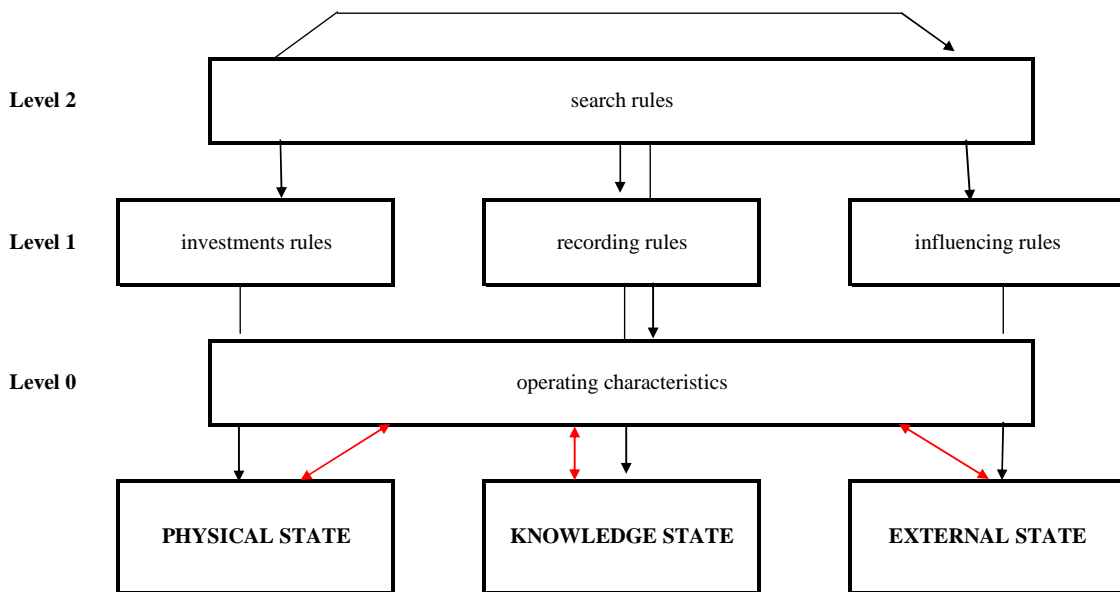 Level 2
search rules
Level 1
investments rules
recording rules
influencing rules
Level 0
operating characteristics
PHYSICAL STATE
KNOWLEDGE STATE
EXTERNAL STATE